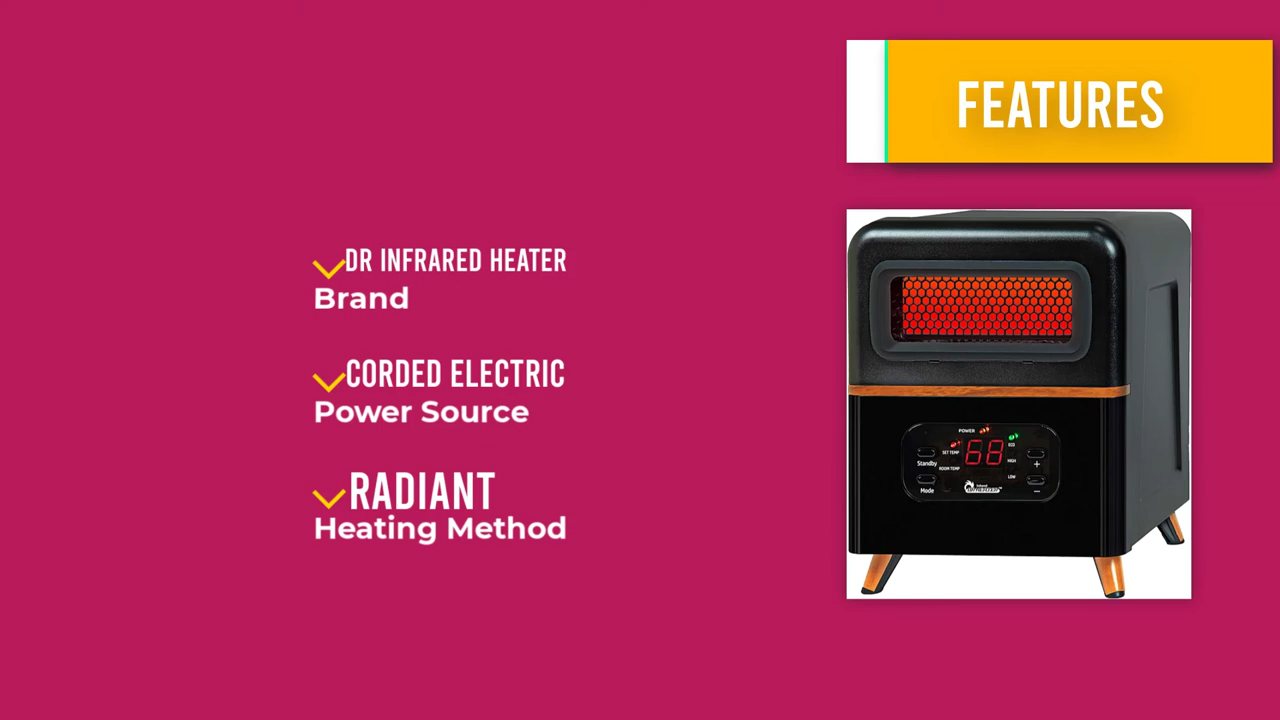 FEATURES
DR INFRARED HEATER
Brand
CORDED ELECTRIC
Power Source
RADIANT
Heating Method
POWER
SET TEMP
68
ECO
Standby
HIGH
+
ROOM TEMP
LOW
Mode
-